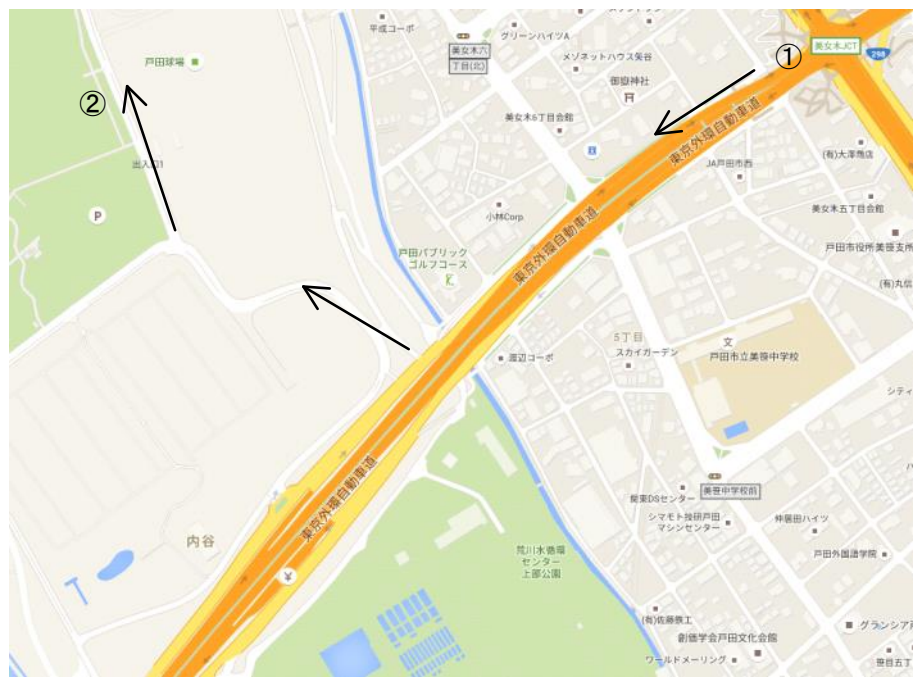 平成コーポ
グリーンハイツA
美女木六
丁目(北)
戸田球場
メゾネットハウス矢谷
御嶽神社
①
美女木JCT
298
②
美女木6丁目会館
東京外環自動車道
JA戸田市西
(有)大澤商店
出入口1
P
小林Corp
美女木五丁目会館
戸田市役所美笹支所
戸田パブリック
ゴルフコース
東京外環自動車道
(有)丸信
5丁目
スカイガーデン
文
戸田市立美笹中学校
渡辺コーポ
シティ
東京外環自動車道
美笹中学校前
関東DSセンター
シマモト技研戸田
マシンセンター
仲居田ハイツ
内谷
荒川水循環
センター
上部公園
戸田外国語学院
¥
(有)佐藤鉄工
グランシア戸
創価学会戸田文化会館
ワールドメーリング
笹目五丁